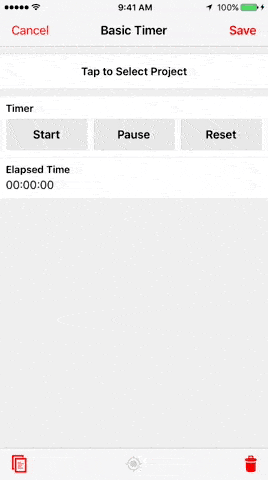 9:41 AM 100%
Cancel Basic Timer Save
Tap to Select Project
Timer
Start Pause Reset
Elapsed Time
00:00:00